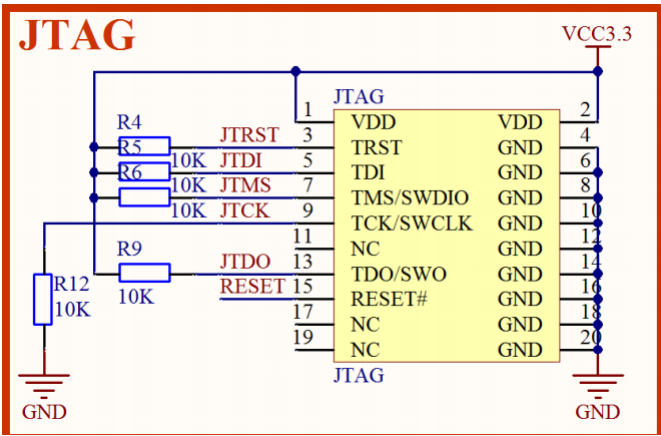 JTAG
VCC3.3
JTAG
1 VDD VDD 2
R4 JTRST 3 TRST GND 4
R5 10K JTDI 5 TDI GND 6
R6 10K JTMS 7 TMS/SWDIO GND 8
10K JTCK 9 TCK/SWCLK GND 10
11 NC GND 12
R9 JTDO 13 TDO/SWO GND 14
R12 10K RESET 15 RESET# GND 16
10K 17 NC GND 18
19 NC GND 20
JTAG
GND GND